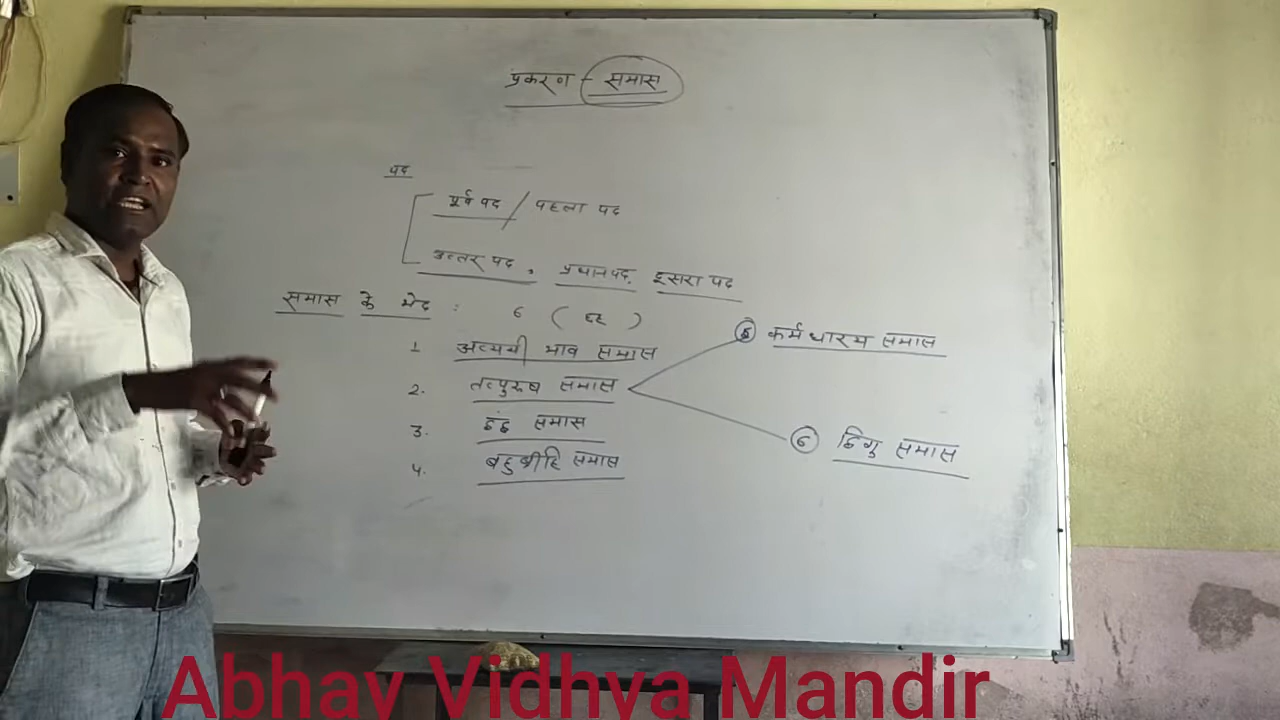 प्रकरण - समास
पद
पूर्व पद / पहला पद
उत्तर पद, प्रधानपद, दूसरा पद
समास के भेद : 6 ( छः )
1 अव्ययी भाव समास
2. तत्पुरुष समास
3. द्वंद्व समास
4. बहुब्रीहि समास
5 कर्मधारय समास
6 द्विगु समास
Abhay Vidhya Mandir